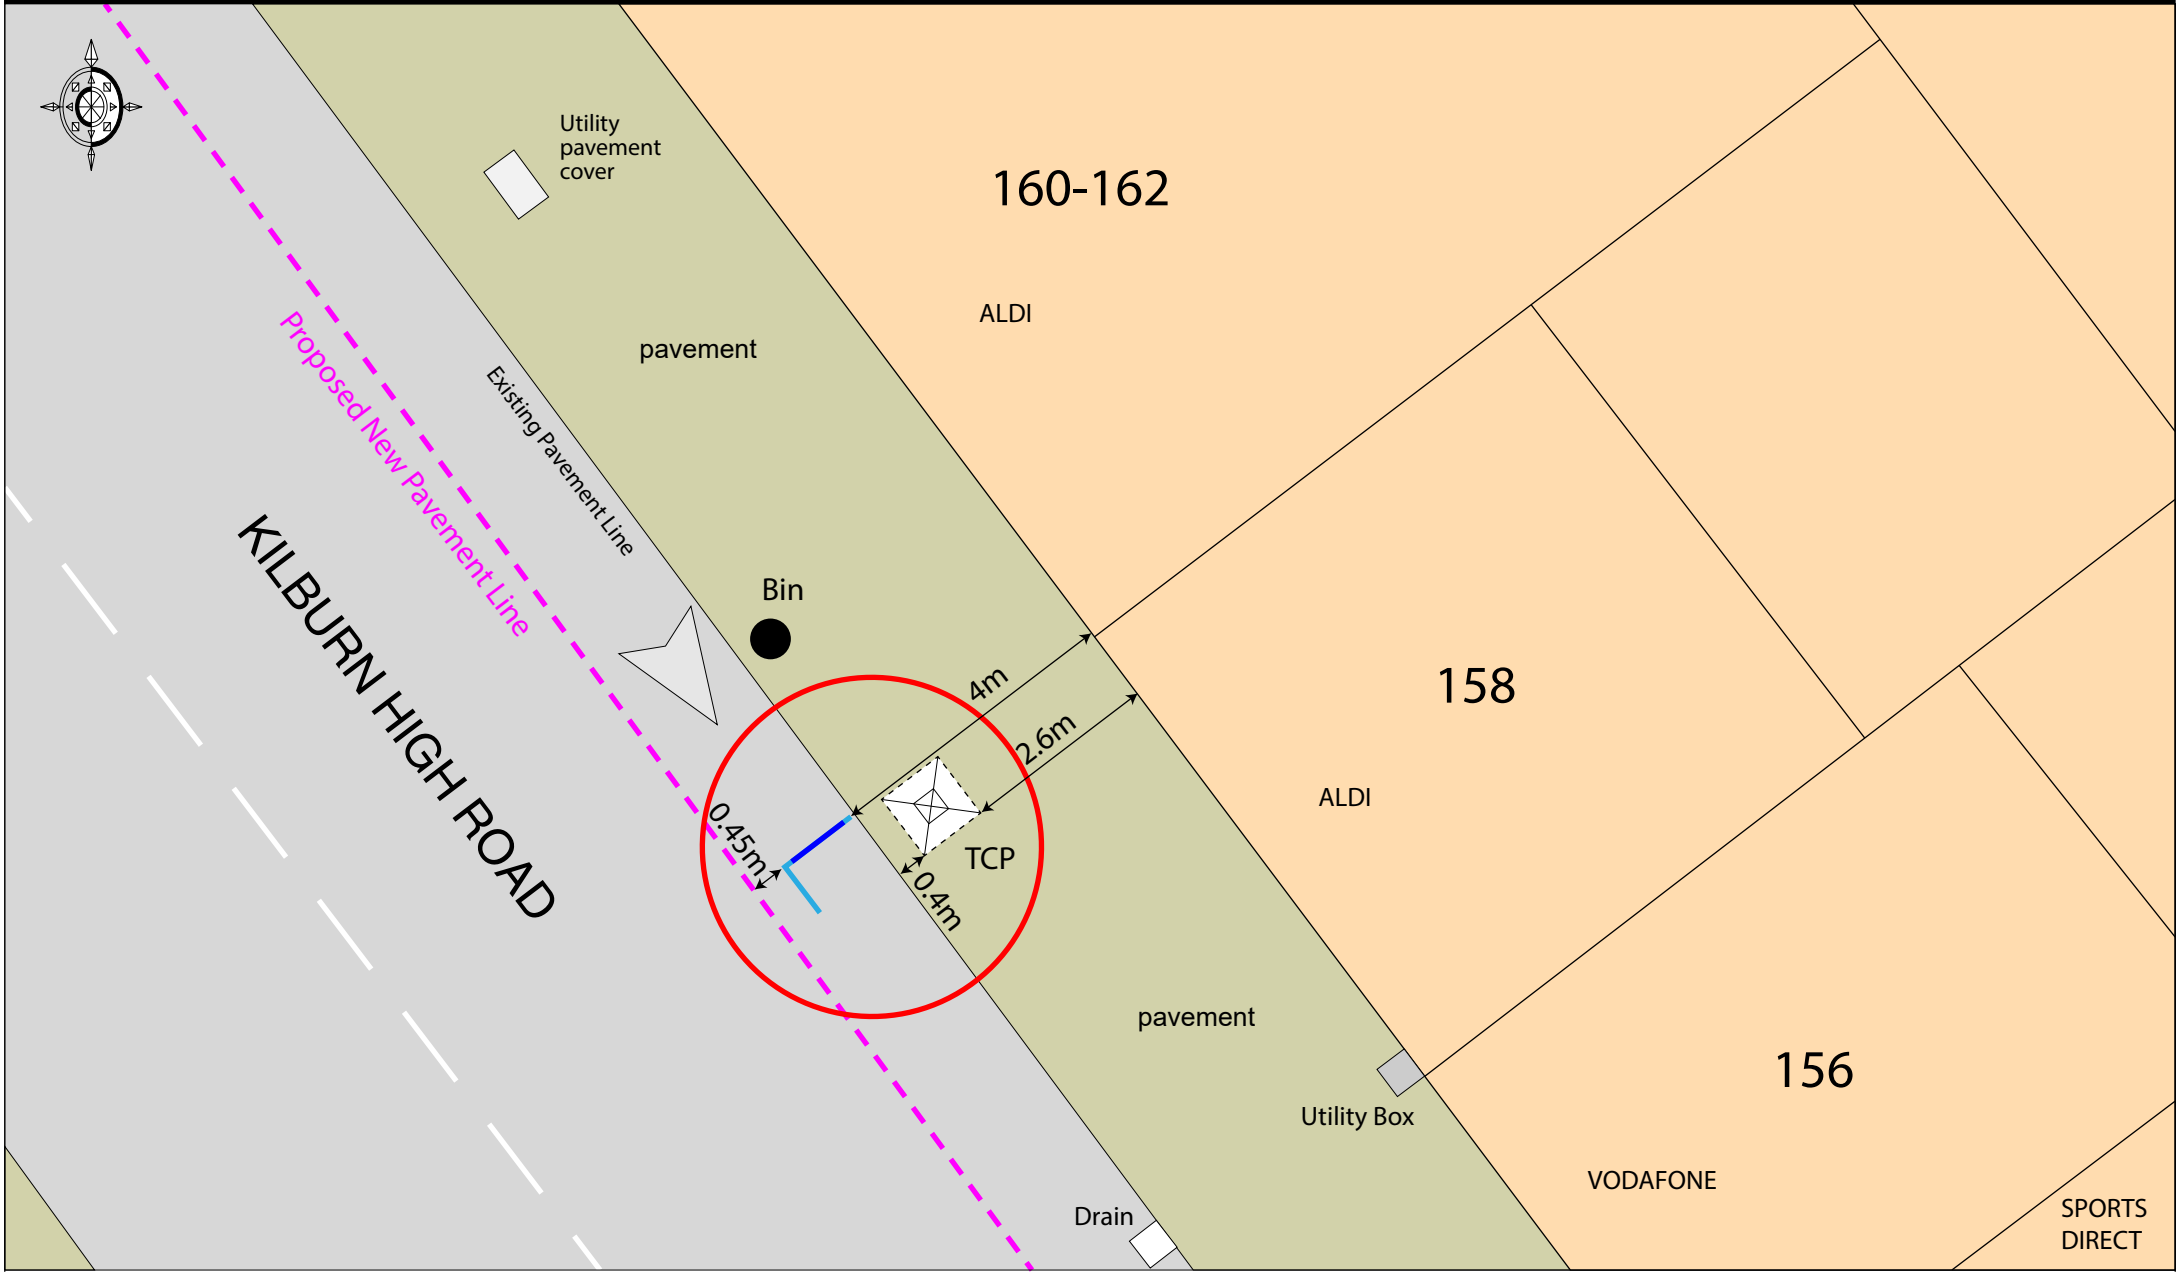 Utility
pavement
cover
160-162
ALDI
pavement
Proposed New Pavement Line
Existing Pavement Line
KILBURN HIGH ROAD
Bin
4m
2.6m
158
ALDI
0.45m
TCP
0.4m
pavement
156
Utility Box
VODAFONE
Drain
SPORTS
DIRECT